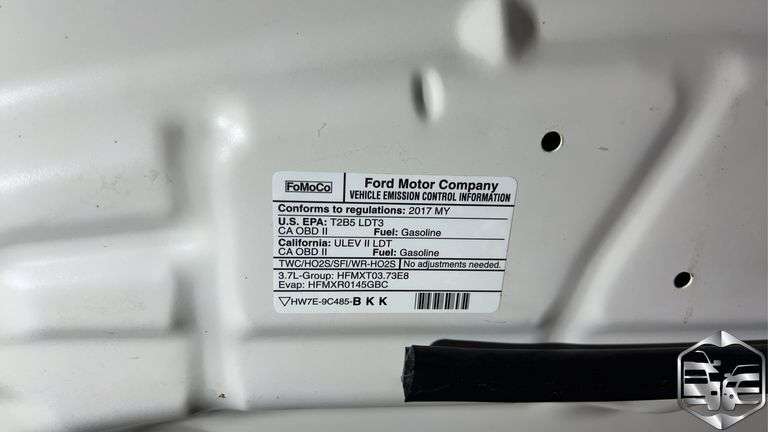 FoMoCo
Ford Motor Company
VEHICLE EMISSION CONTROL INFORMATION
Conforms to regulations: 2017 MY
U.S. EPA: T2B5 LDT3
CA OBD II Fuel: Gasoline
California: ULEV II LDT
CA OBD II Fuel: Gasoline
TWC/HO2S/SFI/WR-HO2S No adjustments needed.
3.7L-Group: HFMXT03.73E8
Evap: HFMXR0145GBC
HW7E-9C485-BKK